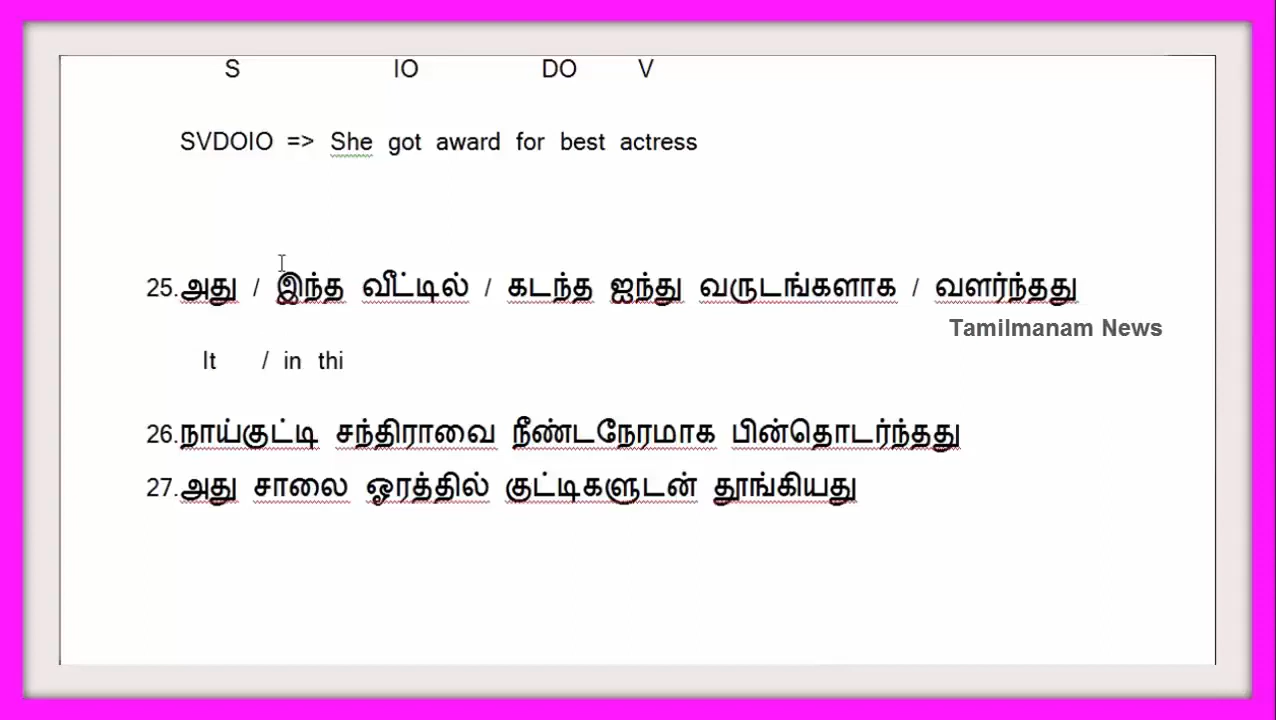 S IO DO V
SVDOIO => She got award for best actress
25.அது / இந்த வீட்டில் / கடந்த ஐந்து வருடங்களாக / வளர்ந்தது
Tamilmanam News
It / in thi
26.நாய்குட்டி சந்திராவை நீண்டநேரமாக பின்தொடர்ந்தது
27.அது சாலை ஓரத்தில் குட்டிகளுடன் தூங்கியது